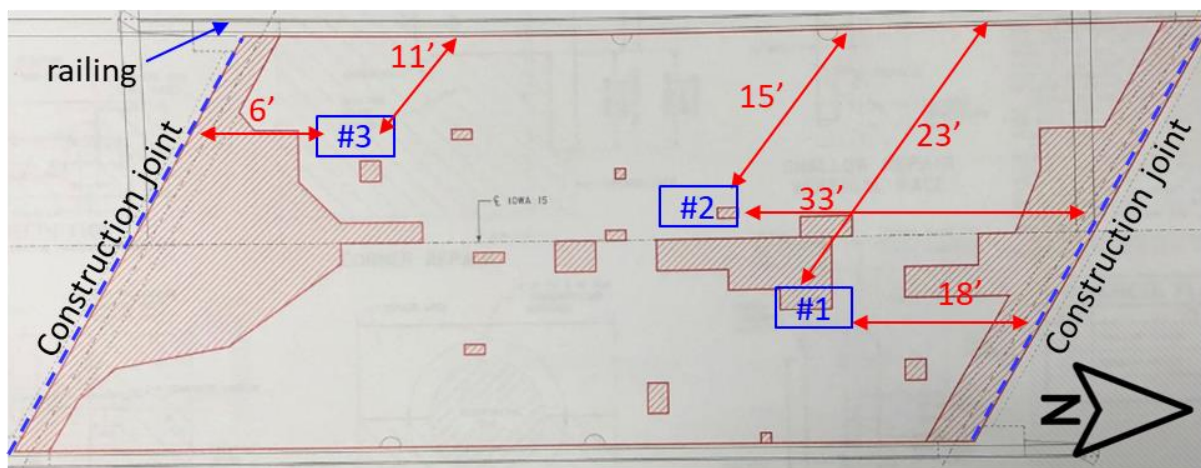 railing
11'
15'
23'
6'
#3
#2
33'
℄ IOWA 15
#1
18'
Construction joint
Construction joint
N